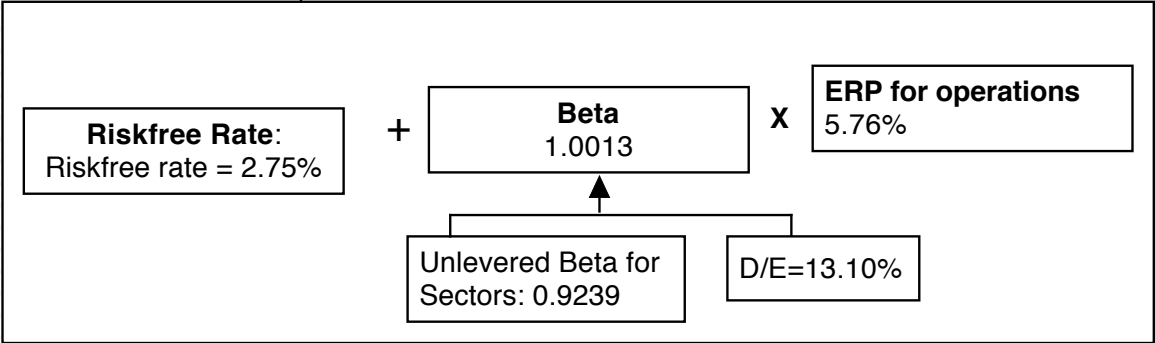 Riskfree Rate:
Riskfree rate = 2.75%
+
Beta
1.0013
X
ERP for operations
5.76%
Unlevered Beta for
Sectors: 0.9239
D/E=13.10%